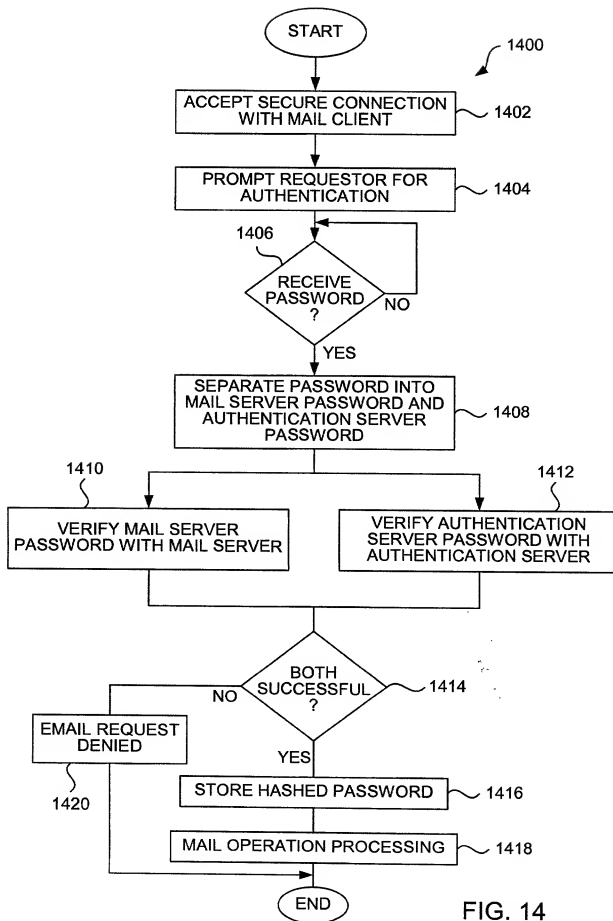 START
1400
ACCEPT SECURE CONNECTION
WITH MAIL CLIENT
1402
PROMPT REQUESTOR FOR
AUTHENTICATION
1404
1406
RECEIVE
PASSWORD
?
NO
YES
SEPARATE PASSWORD INTO
MAIL SERVER PASSWORD AND
AUTHENTICATION SERVER
PASSWORD
1408
1410
VERIFY MAIL SERVER
PASSWORD WITH MAIL SERVER
1412
VERIFY AUTHENTICATION
SERVER PASSWORD WITH
AUTHENTICATION SERVER
BOTH
SUCCESSFUL
?
1414
NO
YES
EMAIL REQUEST
DENIED
1420
STORE HASHED PASSWORD
1416
MAIL OPERATION PROCESSING
1418
END
FIG. 14